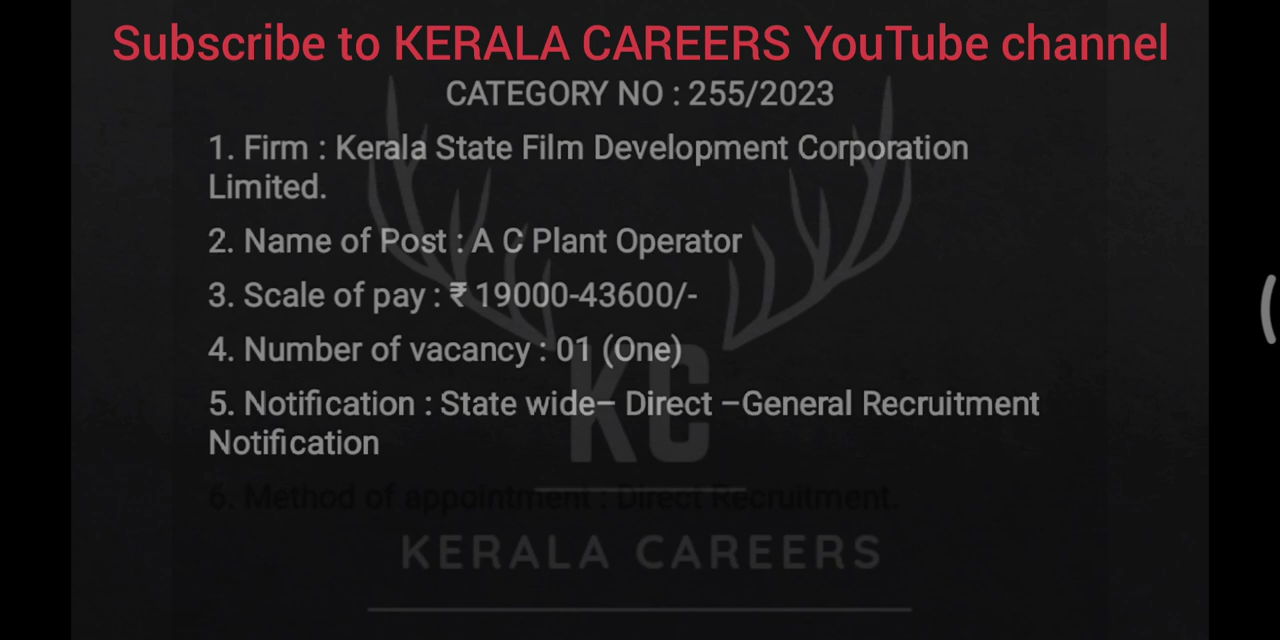 Subscribe to KERALA CAREERS YouTube channel
CATEGORY NO : 255/2023
1. Firm : Kerala State Film Development Corporation
Limited.
2. Name of Post : A C Plant Operator
3. Scale of pay : ₹ 19000-43600/-
4. Number of vacancy : 01 (One)
5. Notification : State wide– Direct –General Recruitment
Notification
KC
6. Method of appointment : Direct Recruitment.
KERALA CAREERS